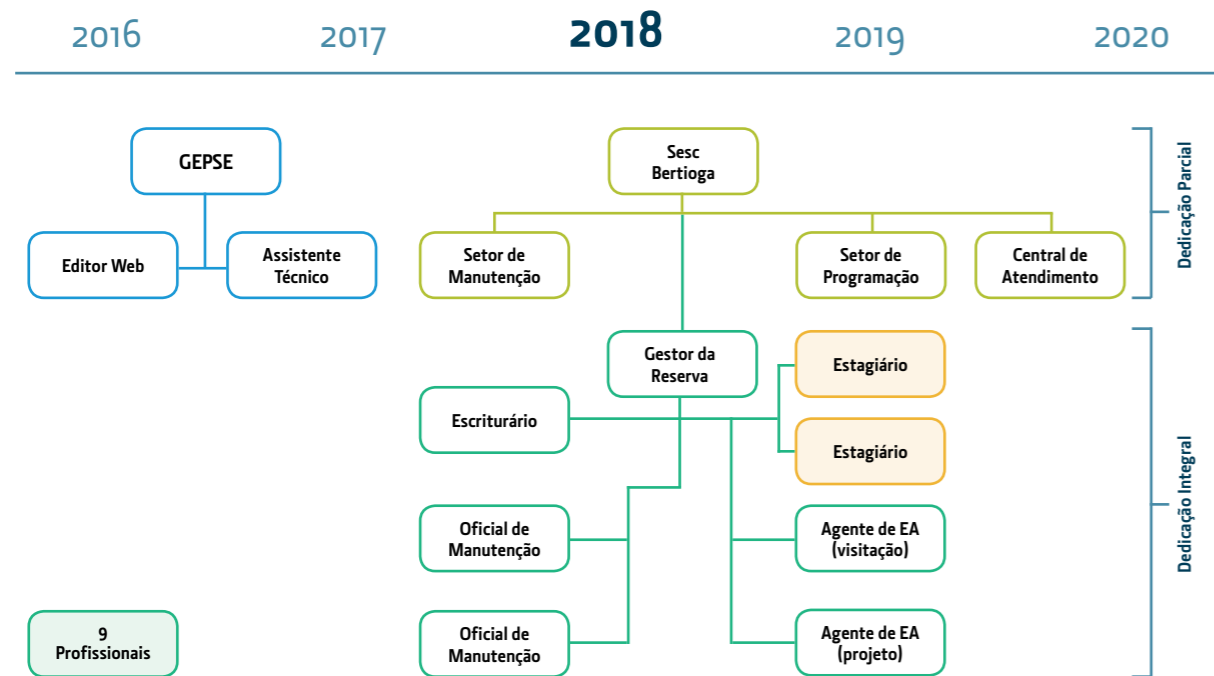 2016 2017 2018 2019 2020
GEPSE
Editor Web
Assistente
Técnico
Sesc
Bertioga
Setor de
Manutenção
Setor de
Programação
Central de
Atendimento
Dedicação Parcial
Gestor da
Reserva
Escriturário
Estagiário
Estagiário
Oficial de
Manutenção
Agente de EA
(visitação)
Oficial de
Manutenção
Agente de EA
(projeto)
Dedicação Integral
9
Profissionais